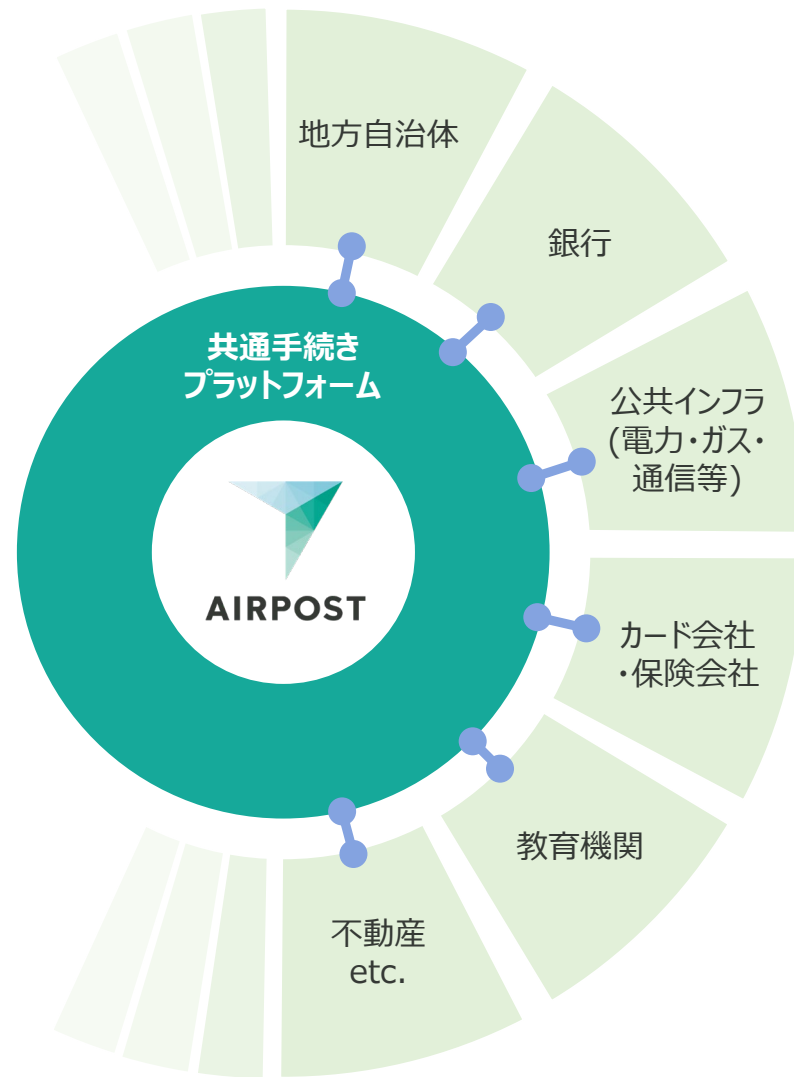 地方自治体
銀行
共通手続き
プラットフォーム
公共インフラ
(電力・ガス・
通信等)
AIRPOST
カード会社
・保険会社
教育機関
不動産
etc.